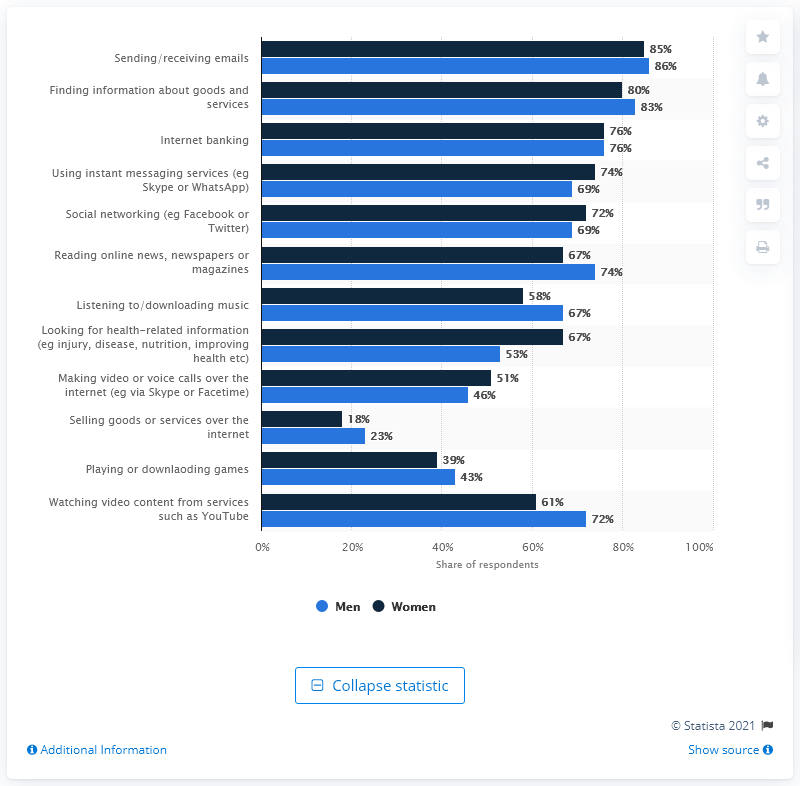 Sending/receiving emails
85%
86%
Finding information about goods and
services
80%
83%
Internet banking
76%
76%
Using instant messaging services (eg
Skype or WhatsApp)
74%
69%
Social networking (eg Facebook or
Twitter)
72%
69%
Reading online news, newspapers or
magazines
67%
74%
Listening to/downloading music
58%
67%
Looking for health-related information
(eg injury, disease, nutrition, improving
health etc)
67%
53%
Making video or voice calls over the
internet (eg via Skype or Facetime)
51%
46%
Selling goods or services over the
internet
18%
23%
Playing or downlaoding games
39%
43%
Watching video content from services
such as YouTube
61%
72%
0% 20% 40% 60% 80% 100%
Share of respondents
Men Women
Collapse statistic
© Statista 2021
Additional Information
Show source